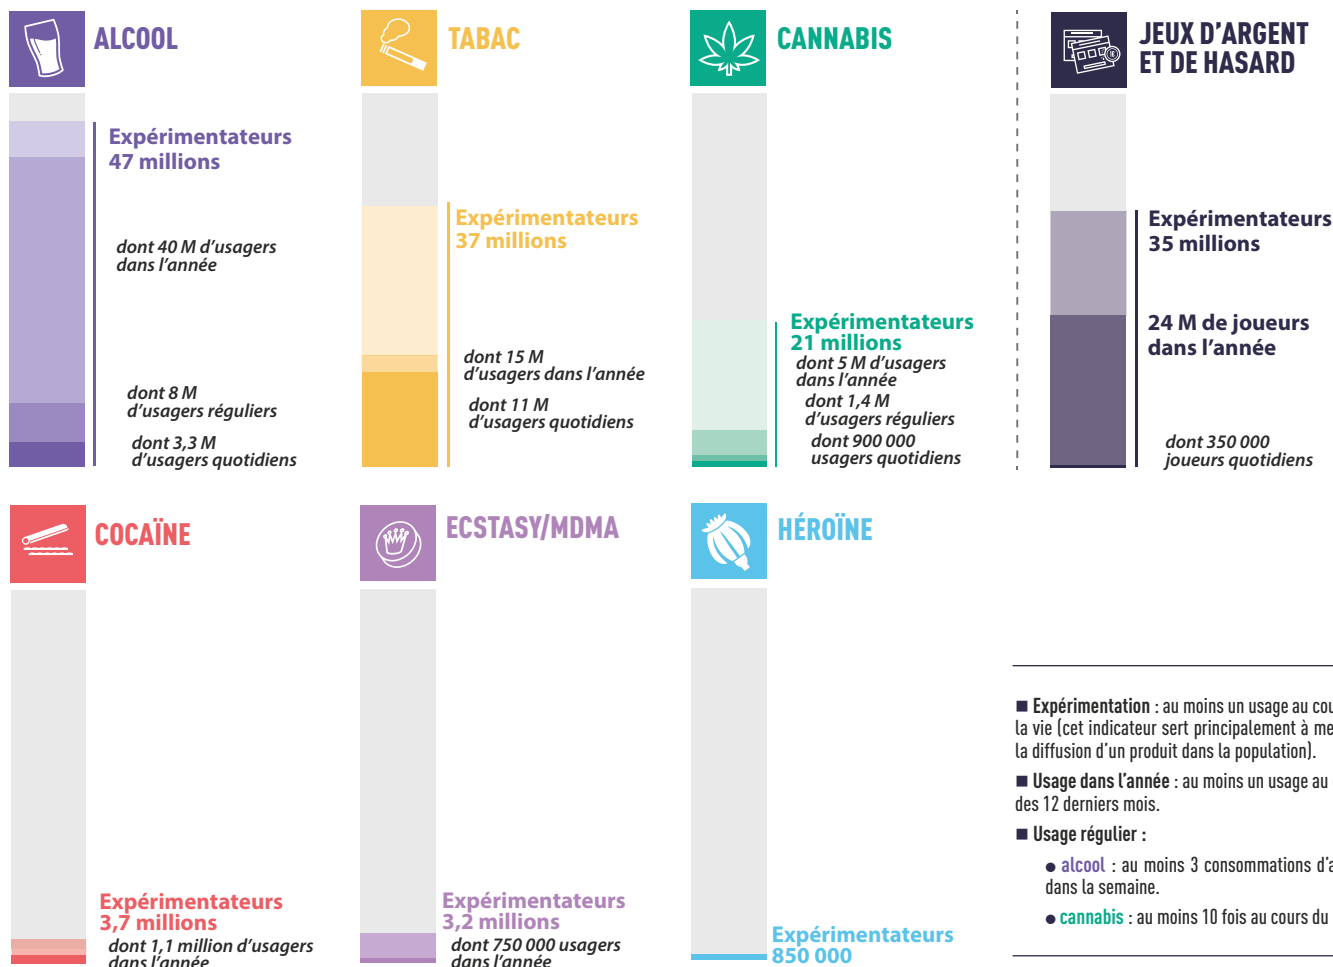 ALCOOL
Expérimentateurs
47 millions
dont 40 M d'usagers
dans l'année
dont 8 M
d'usagers réguliers
dont 3,3 M
d'usagers quotidiens
TABAC
Expérimentateurs
37 millions
dont 15 M
d'usagers dans l'année
dont 11 M
d'usagers quotidiens
CANNABIS
Expérimentateurs
21 millions
dont 5 M d'usagers
dans l'année
dont 1,4 M
d'usagers réguliers
dont 900 000
usagers quotidiens
JEUX D'ARGENT
ET DE HASARD
Expérimentateurs
35 millions
24 M de joueurs
dans l'année
dont 350 000
joueurs quotidiens
COCAÏNE
Expérimentateurs
3,7 millions
dont 1,1 million d'usagers
dans l'année
ECSTASY/MDMA
Expérimentateurs
3,2 millions
dont 750 000 usagers
dans l'année
HÉROÏNE
Expérimentateurs
850 000
■ Expérimentation : au moins un usage au
la vie (cet indicateur sert principalement à
la diffusion d'un produit dans la population).
■ Usage dans l'année : au moins un usage au
des 12 derniers mois.
■ Usage régulier :
● alcool : au moins 3 consommations
dans la semaine.
● cannabis : au moins 10 fois au cours du